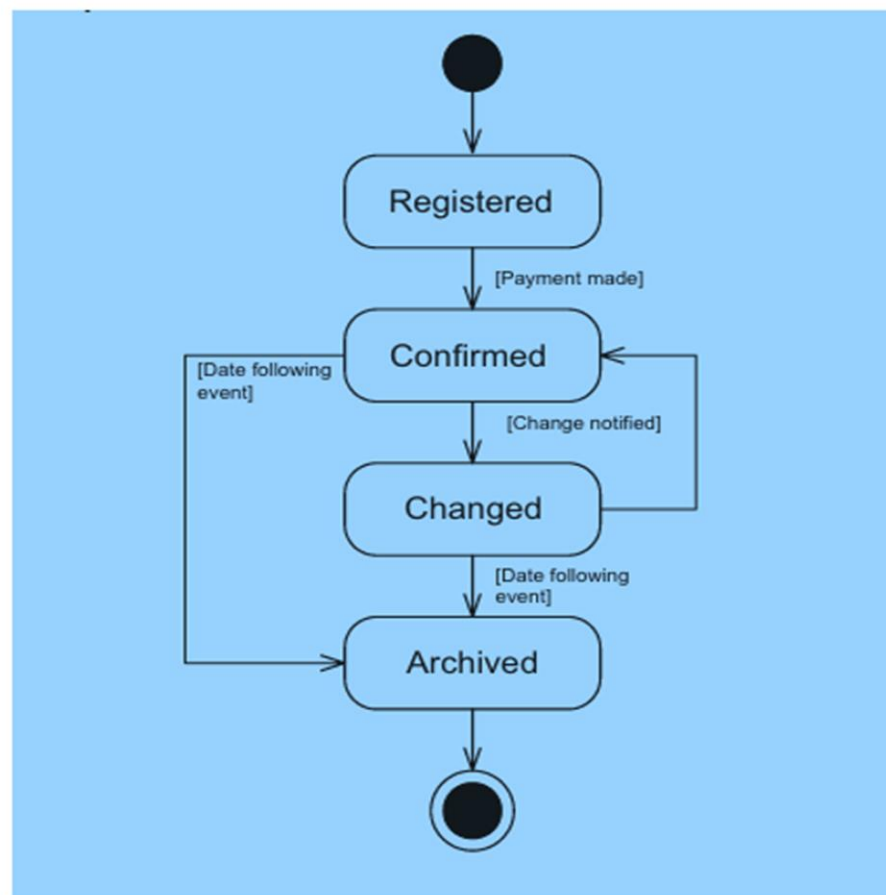 Registered
[Payment made]
Confirmed
[Date following
event]
[Change notified]
Changed
[Date following
event]
Archived